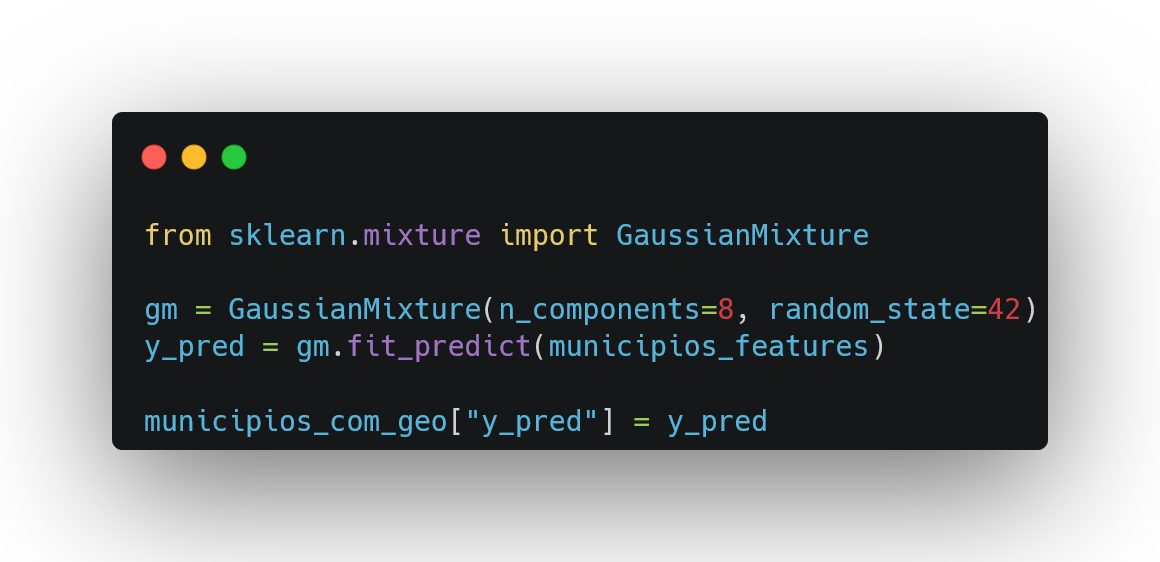 from sklearn.mixture import GaussianMixture
gm = GaussianMixture(n_components=8, random_state=42)
y_pred = gm.fit_predict(municipios_features)
municipios_com_geo["y_pred"] = y_pred